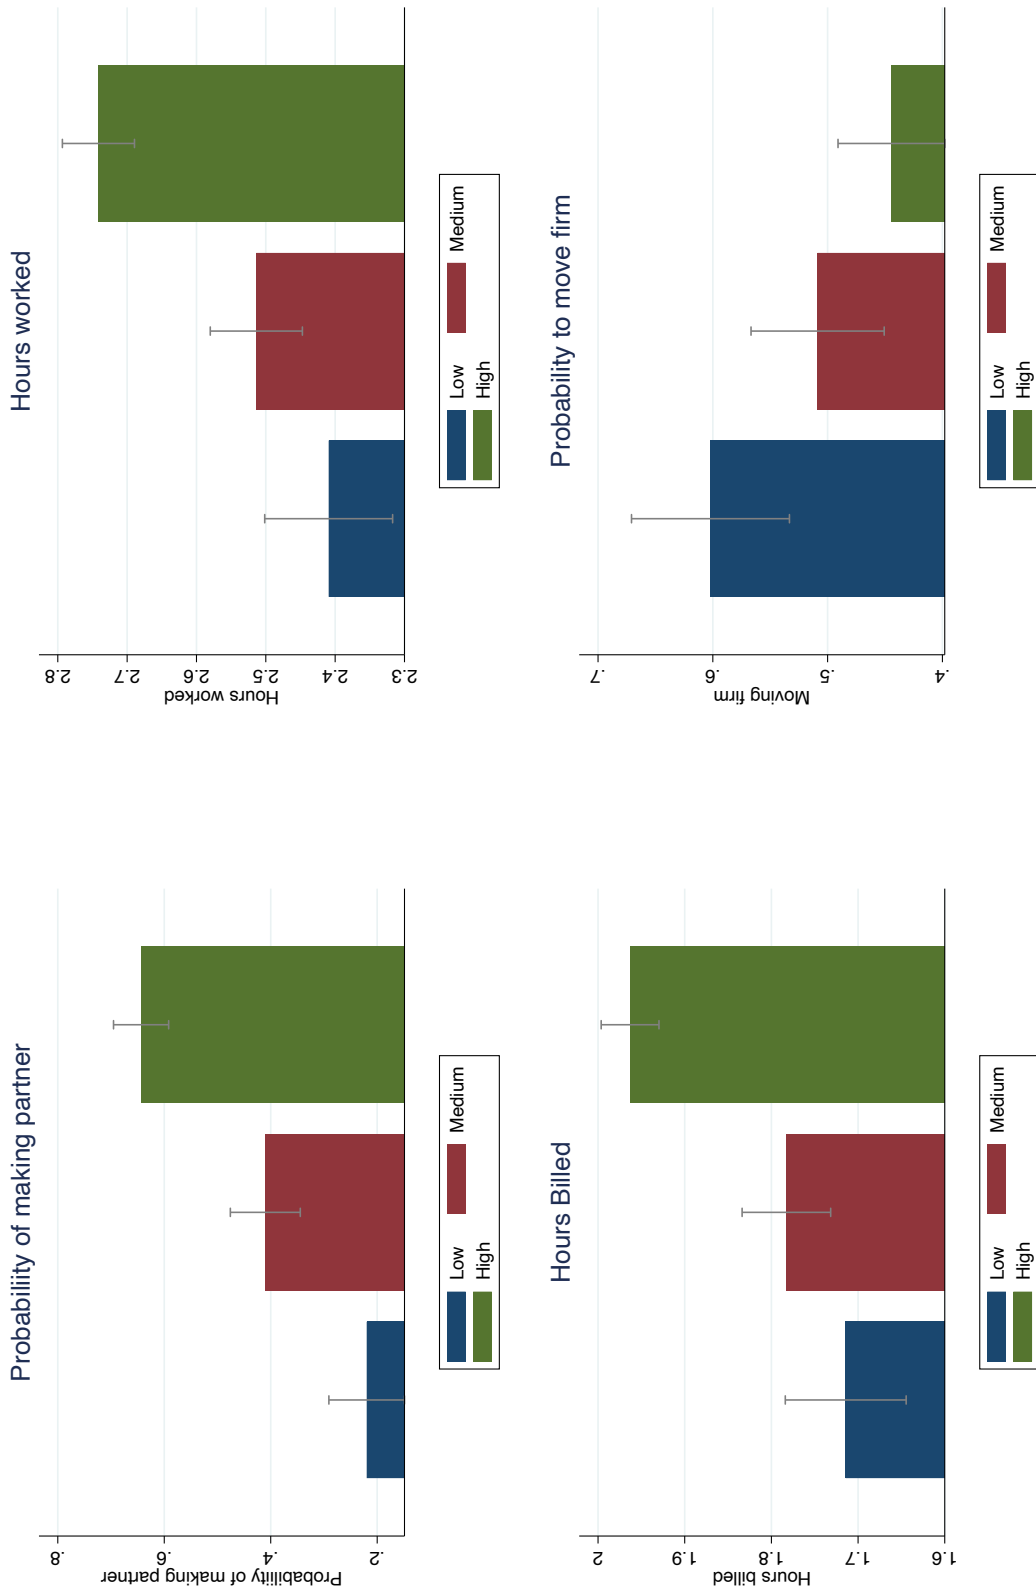 Probabiliity of making partner
Probability of making partner
.8
.6
.4
.2
Low
Medium
High
Hours worked
Hours worked
2.8
2.7
2.6
2.5
2.4
2.3
Low
Medium
High
Hours Billed
Hours billed
2
1.9
1.8
1.7
1.6
Low
Medium
High
Probability to move firm
Moving firm
.7
.6
.5
.4
Low
Medium
High